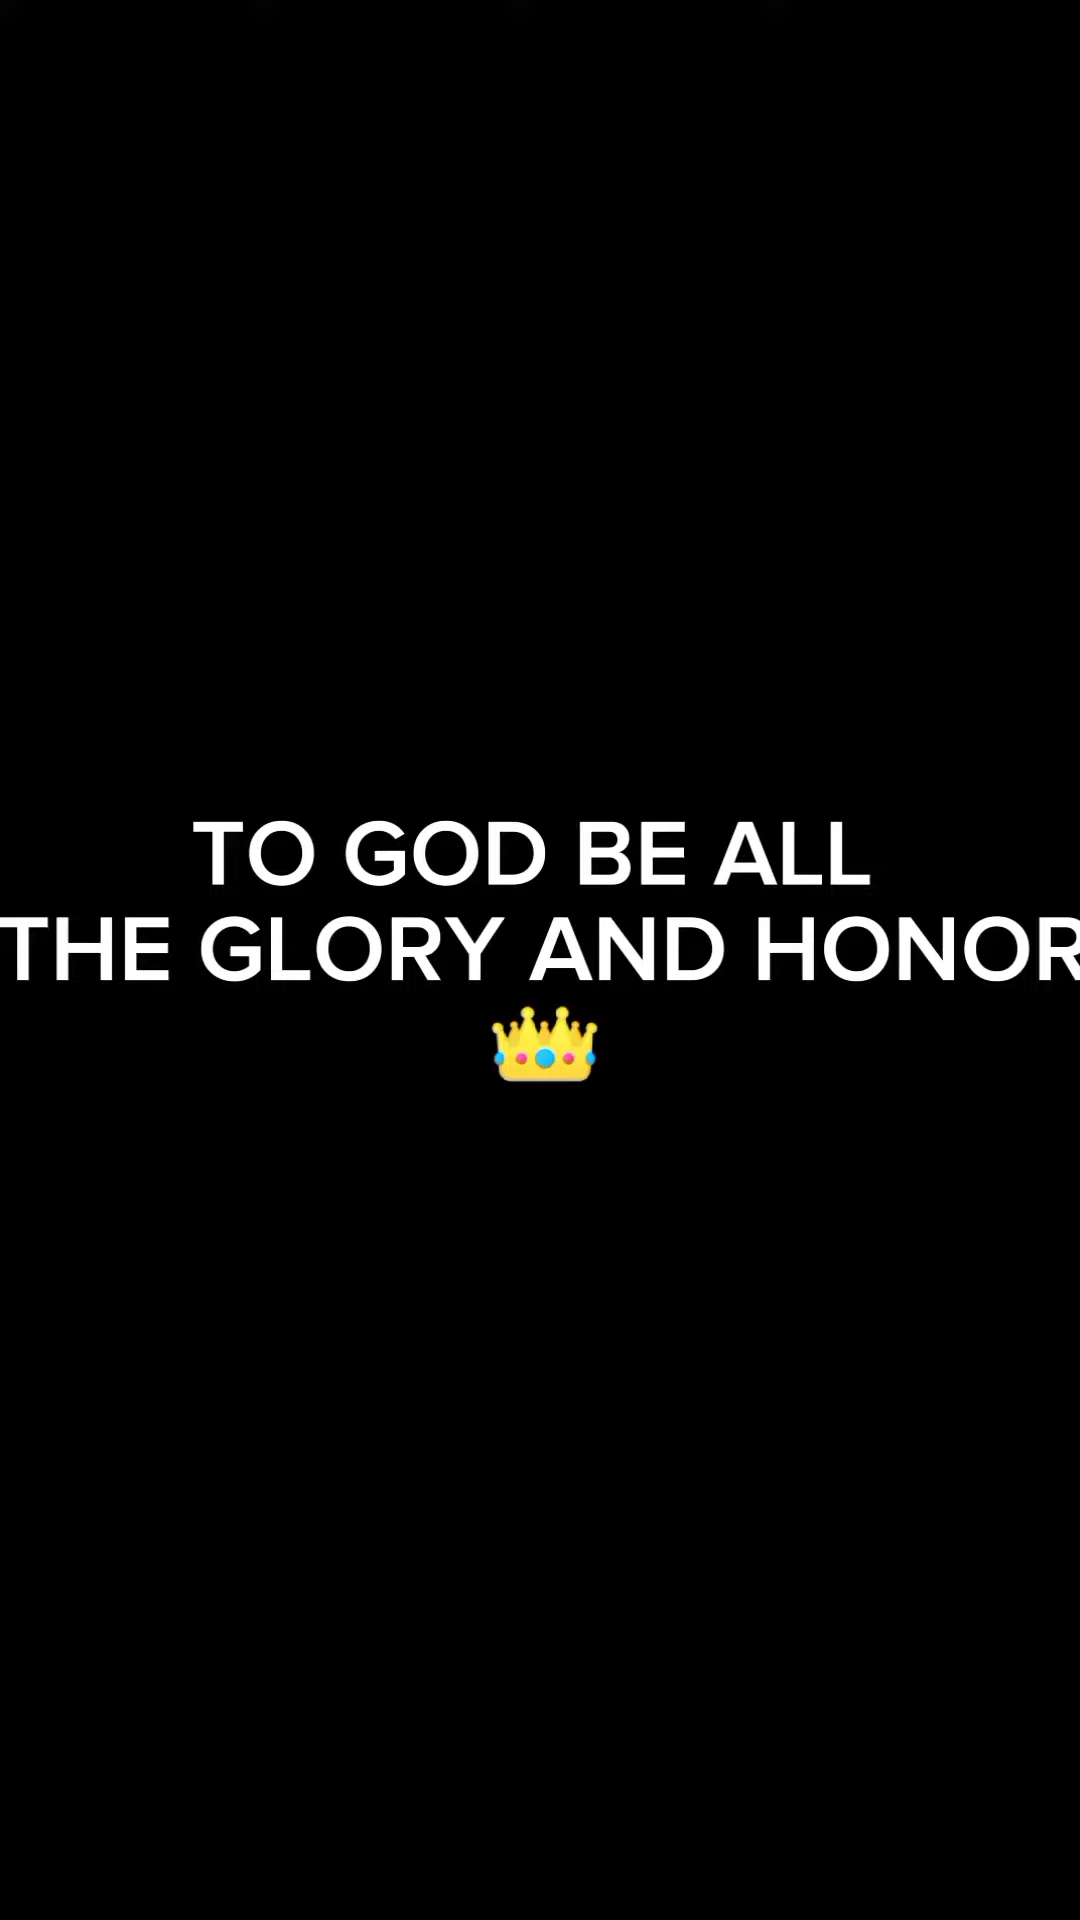 TO GOD BE ALL
THE GLORY AND HONOR
👑